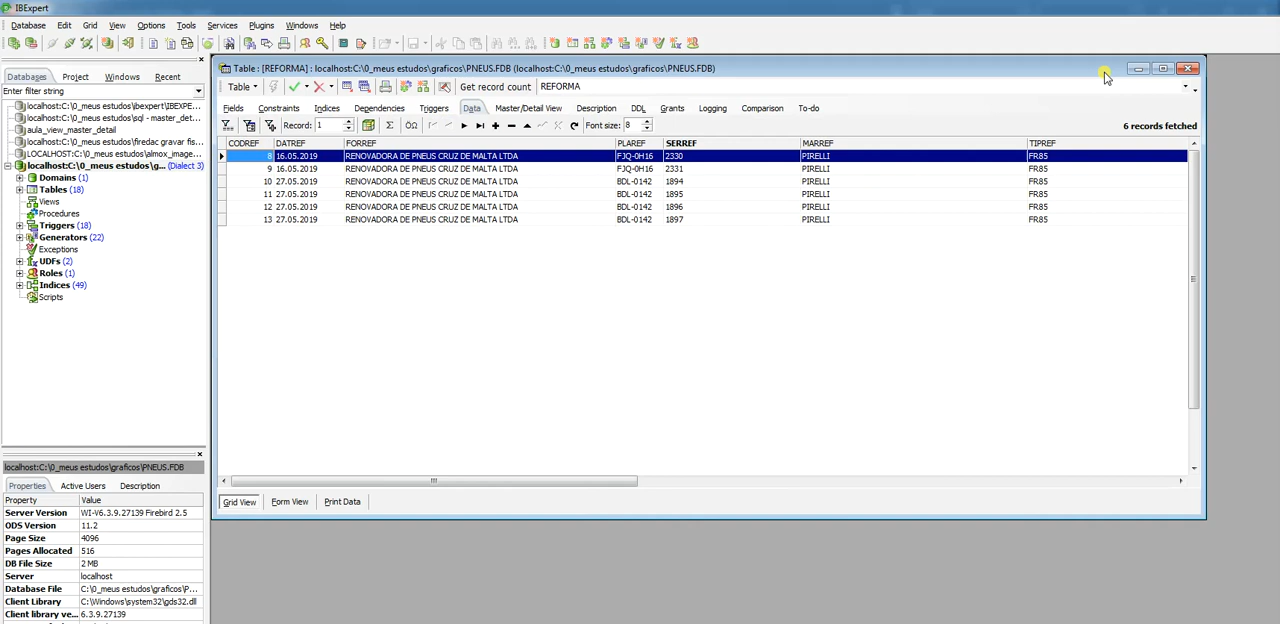 IBExpert
Database Edit Grid View Options Tools Services Plugins Windows Help
Databases Project Windows Recent
Enter filter string
localhost:C:\0_meus estudos\ibexpert\IBEXPE...
localhost:C:\0_meus estudos\sql - master_det...
aula_view_master_detail
localhost:C:\0_meus estudos\firedac gravar fis...
LOCALHOST:C:\0_meus estudos\almox_image...
localhost:C:\0_meus estudos\g... (Dialect 3)
Domains (1)
Tables (18)
Views
Procedures
Triggers (18)
Generators (22)
Exceptions
UDFs (2)
Roles (1)
Indices (49)
Scripts
localhost:C:\0_meus estudos\graficos\PNEUS.FDB
Properties Active Users Description
Property Value
Server Version WI-V6.3.9.27139 Firebird 2.5
ODS Version 11.2
Page Size 4096
Pages Allocated 516
DB File Size 2 MB
Server localhost
Database File C:\0_meus estudos\graficos\P...
Client Library C:\Windows\system32\gds32.dll
Client library ve... 6.3.9.27139
Table : [REFORMA] : localhost:C:\0_meus estudos\graficos\PNEUS.FDB (localhost:C:\0_meus estudos\graficos\PNEUS.FDB)
Table Get record count REFORMA
Fields Constraints Indices Dependencies Triggers Data Master/Detail View Description DDL Grants Logging Comparison To-do
Record: 1 Σ ÖΩ Font size: 8 6 records fetched
CODREF DATREF FORREF PLAREF SERREF MARREF TIPREF
8 16.05.2019 RENOVADORA DE PNEUS CRUZ DE MALTA LTDA FJQ-0H16 2330 PIRELLI FR85
9 16.05.2019 RENOVADORA DE PNEUS CRUZ DE MALTA LTDA FJQ-0H16 2331 PIRELLI FR85
10 27.05.2019 RENOVADORA DE PNEUS CRUZ DE MALTA LTDA BDL-0142 1894 PIRELLI FR85
11 27.05.2019 RENOVADORA DE PNEUS CRUZ DE MALTA LTDA BDL-0142 1895 PIRELLI FR85
12 27.05.2019 RENOVADORA DE PNEUS CRUZ DE MALTA LTDA BDL-0142 1896 PIRELLI FR85
13 27.05.2019 RENOVADORA DE PNEUS CRUZ DE MALTA LTDA BDL-0142 1897 PIRELLI FR85
Grid View Form View Print Data